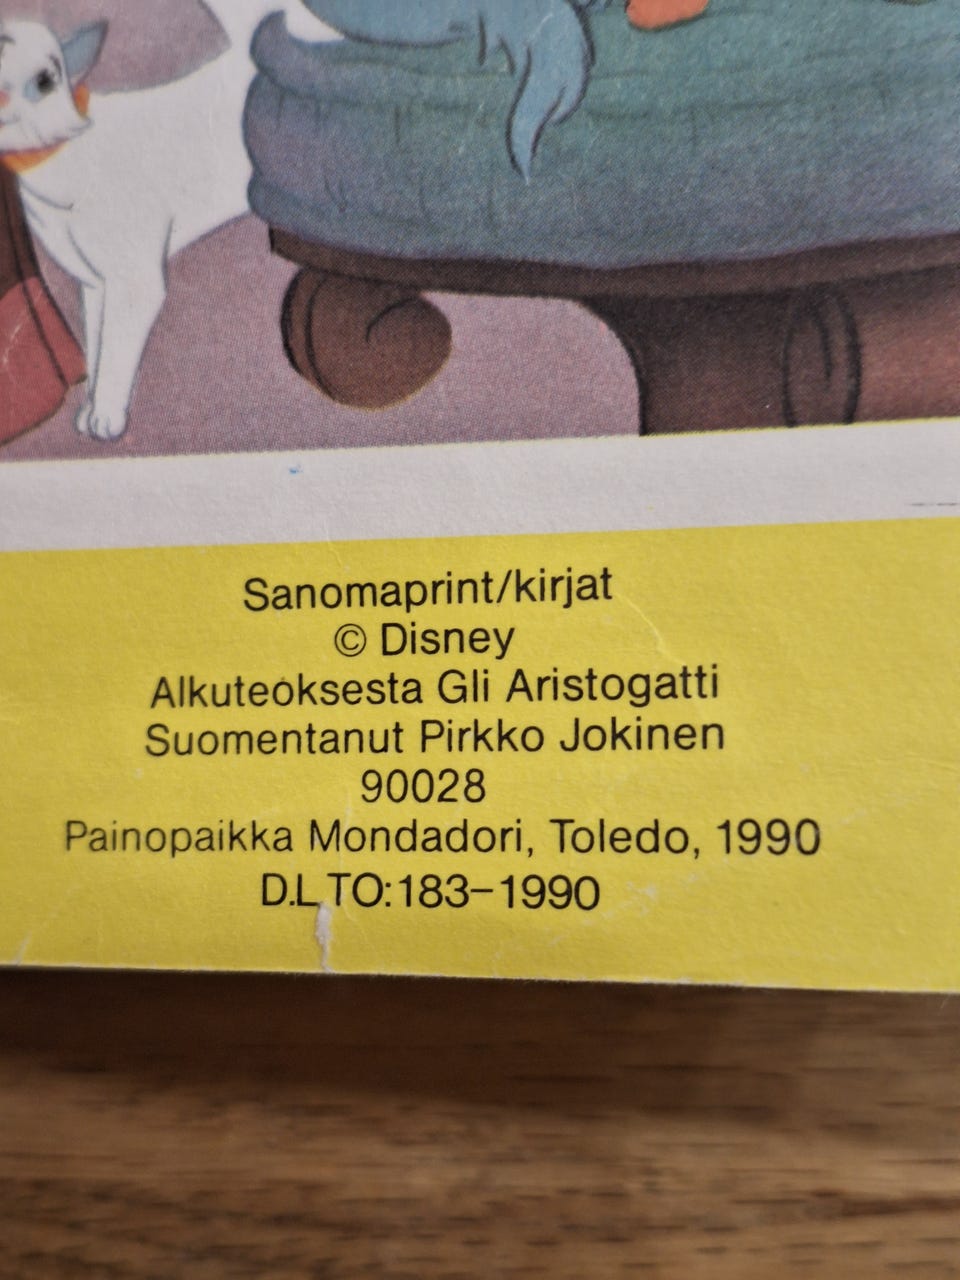 Sanomaprint/kirjat
© Disney
Alkuteoksesta Gli Aristogatti
Suomentanut Pirkko Jokinen
90028
Painopaikka Mondadori, Toledo, 1990
D.L TO:183-1990